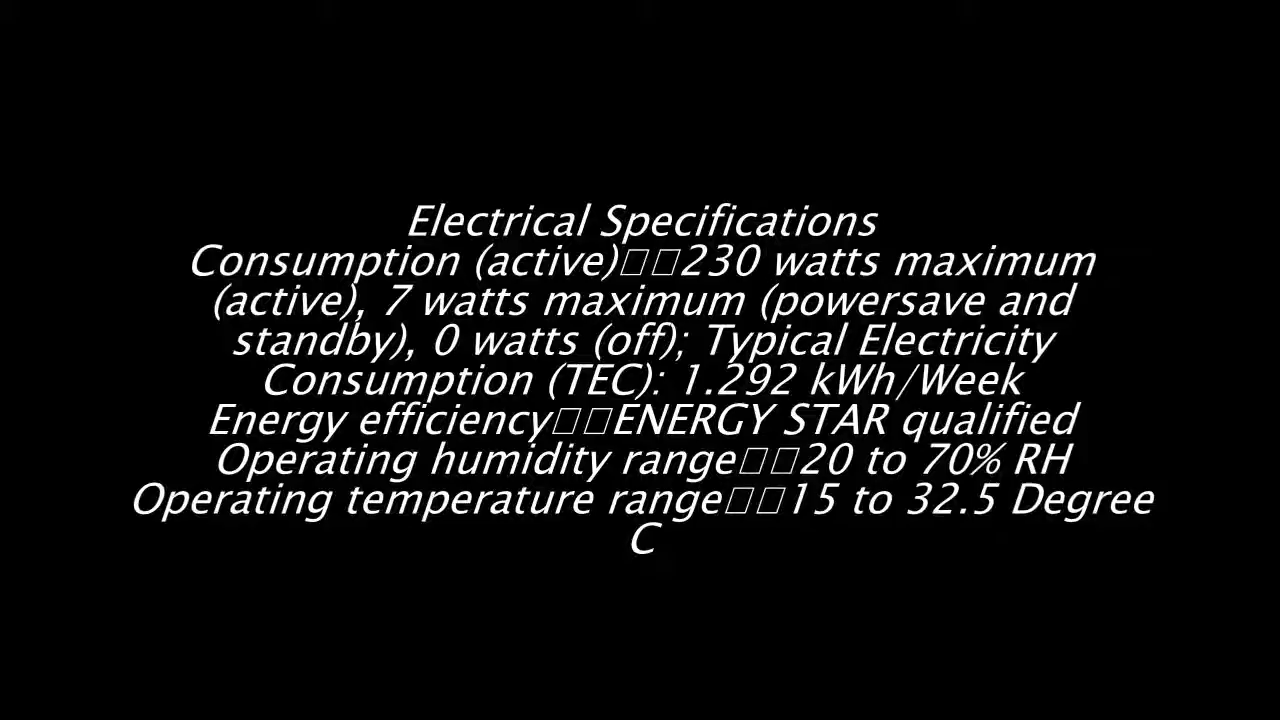 Electrical Specifications
Consumption (active)□□230 watts maximum
(active), 7 watts maximum (powersave and
standby), 0 watts (off); Typical Electricity
Consumption (TEC): 1.292 kWh/Week
Energy efficiency□□ENERGY STAR qualified
Operating humidity range□□20 to 70% RH
Operating temperature range□□15 to 32.5 Degree
C